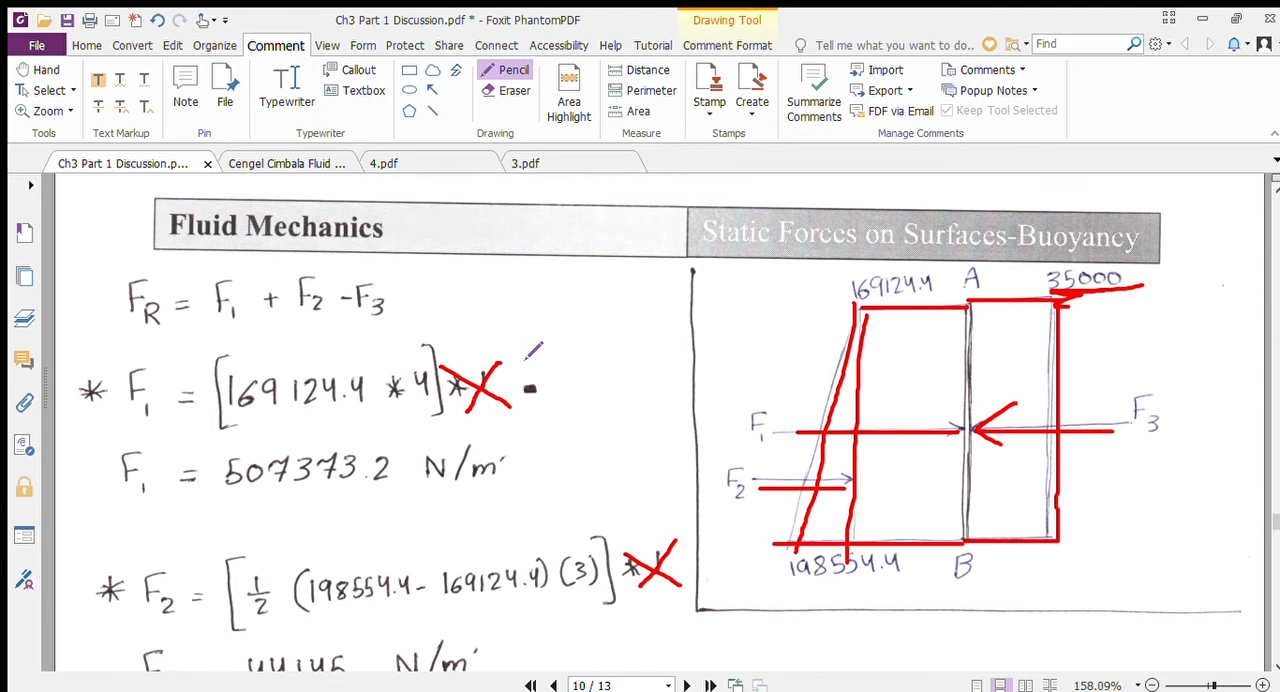 Ch3 Part 1 Discussion.pdf * - Foxit PhantomPDF
Drawing Tool
File Home Convert Edit Organize Comment View Form Protect Share Connect Accessibility Help Tutorial Comment Format Tell me what you want to do.. Find
Hand Callout Pencil Distance Import Comments
Select Textbox Eraser Perimeter Export Popup Notes
Zoom Note File Typewriter Area Highlight Area Stamp Create Summarize Comments FDF via Email Keep Tool Selected
Tools Text Markup Pin Typewriter Drawing Measure Stamps Manage Comments
Ch3 Part 1 Discussion.p... × Cengel Cimbala Fluid ... 4.pdf 3.pdf
Fluid Mechanics Static Forces on Surfaces-Buoyancy
F_R = F_1 + F_2 - F_3
169124.4 A 35000
* F_1 = [169124.4 * 4] *
F_1 F_3
F_1 = 507373.2 N/m'
F_2
198554.4 B
* F_2 = [1/2 (198554.4 - 169124.4)(3)] *
44145 N/m'
10 / 13
158.09%